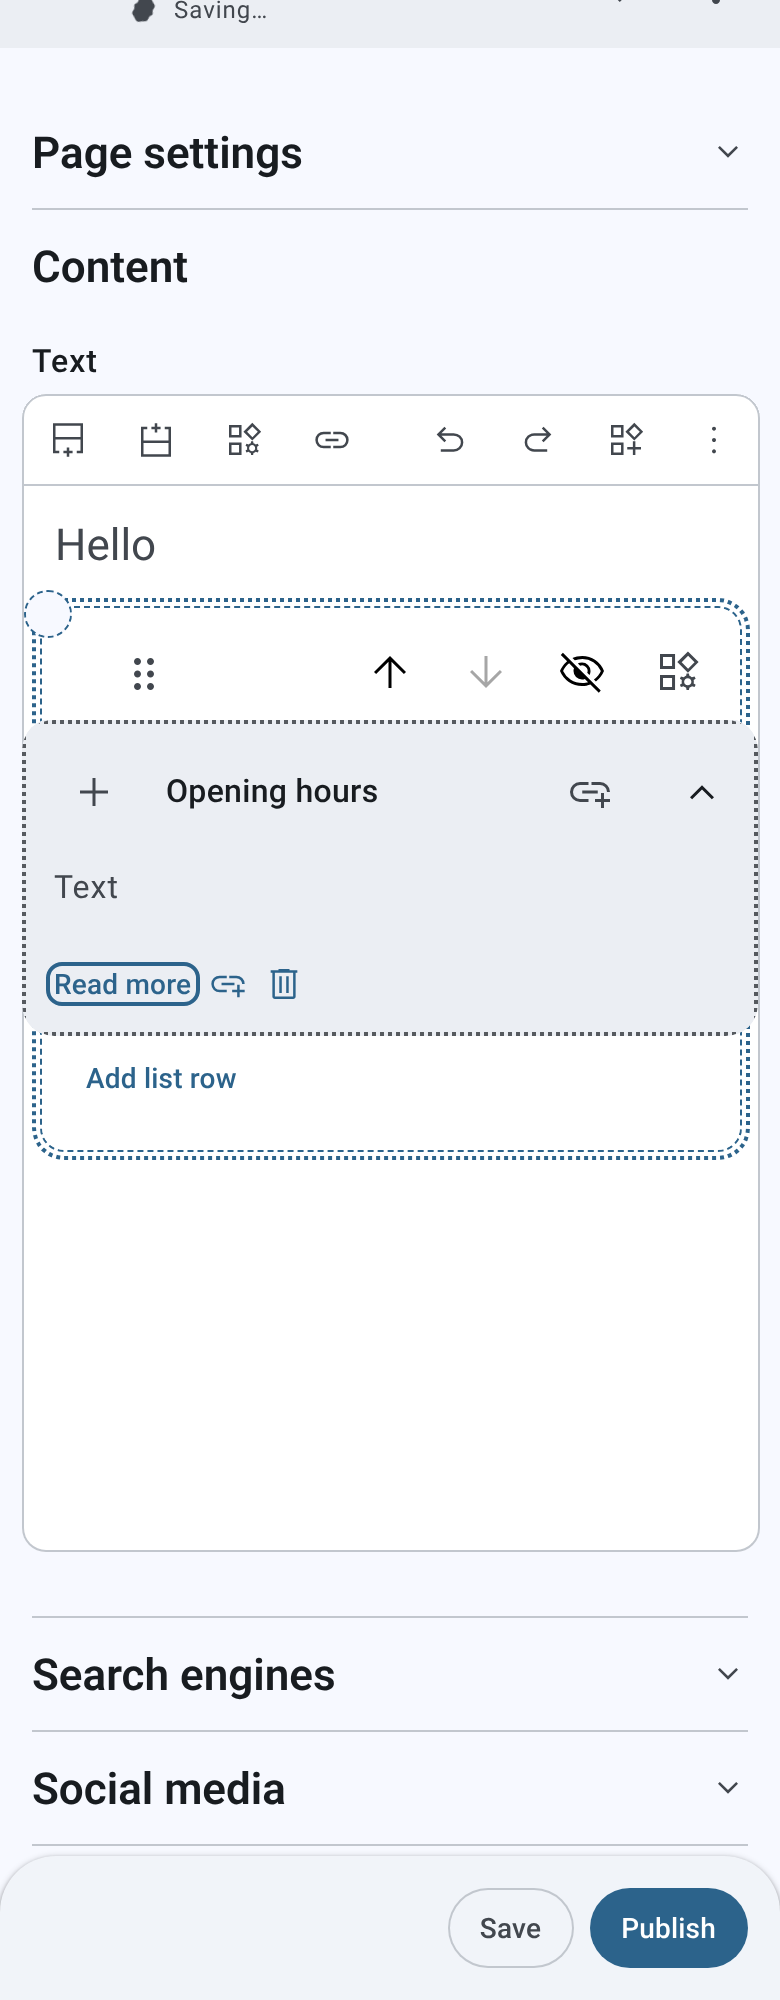 Saving…
Page settings
Content
Text
Hello
Opening hours
Text
Read more
Add list row
Search engines
Social media
Save
Publish